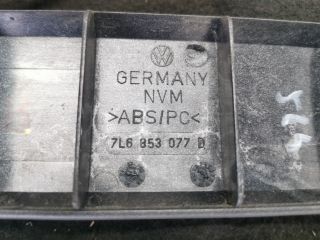 GERMANY
NVM
>ABS/PC<
7L6 853 077 D